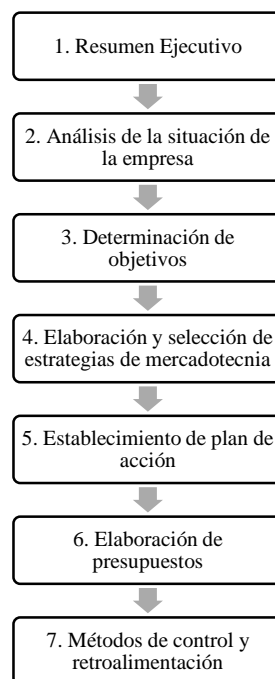 1. Resumen Ejecutivo
2. Análisis de la situación de
la empresa
3. Determinación de
objetivos
4. Elaboración y selección de
estrategias de mercadotecnia
5. Establecimiento de plan de
acción
6. Elaboración de
presupuestos
7. Métodos de control y
retroalimentación